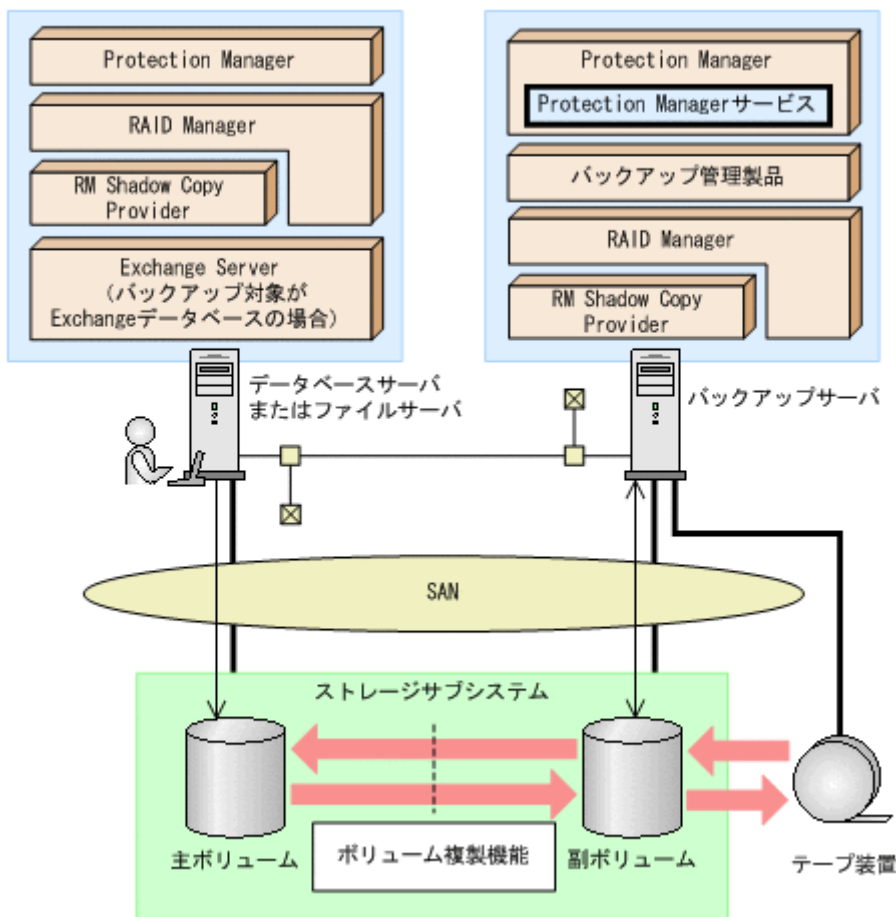 Protection Manager
RAID Manager
RM Shadow Copy
Provider
Exchange Server
(バックアップ対象が
Exchangeデータベースの場合)
Protection Manager
Protection Managerサービス
バックアップ管理製品
RAID Manager
RM Shadow Copy
Provider
データベースサーバ
またはファイルサーバ
バックアップサーバ
SAN
ストレージサブシステム
主ボリューム
ボリューム複製機能
副ボリューム
テープ装置